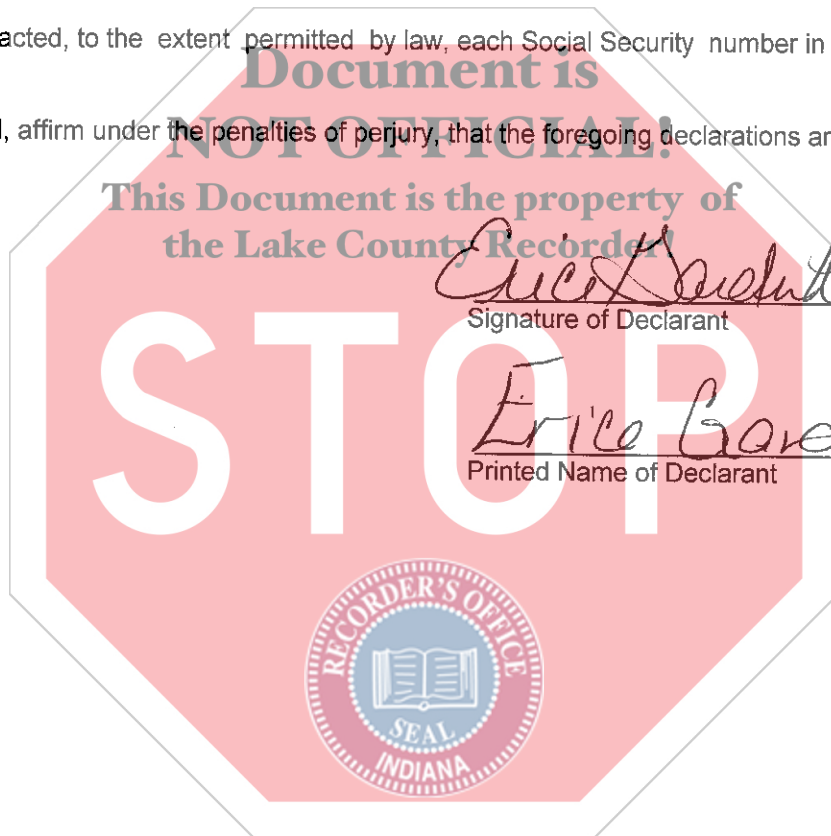 acted, to the extent permitted by law, each Social Security number in
Document is
I, affirm under the penalties of perjury, that the foregoing declarations ar
NOT OFFICIAL!
This Document is the property of
the Lake County Recorder!
Signature of Declarant
STOP
Printed Name of Declarant
RECORDER'S OFFICE
SEAL
INDIANA